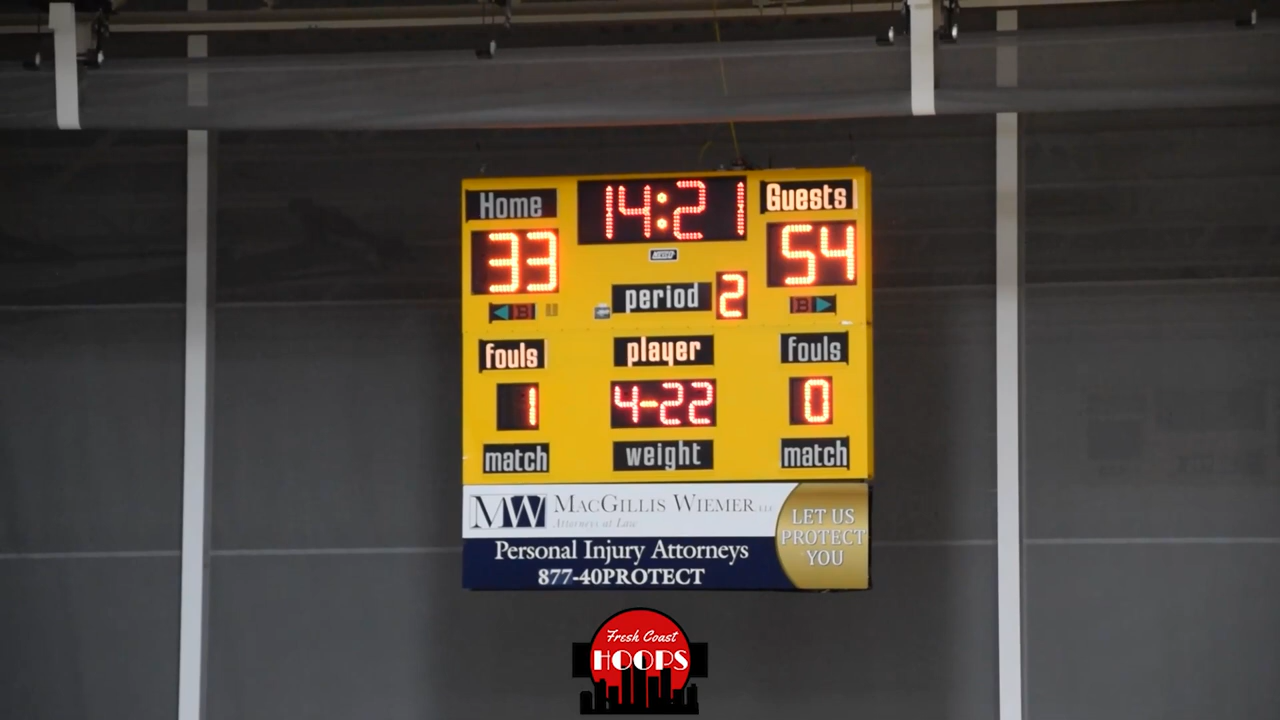 Home
14:21
Guests
33
54
period 2
B
B
fouls
player
fouls
1
4-22
0
match
weight
match
MW MACGILLIS WIEMER, LLC
Attorneys at Law
LET US
PROTECT
YOU
Personal Injury Attorneys
877-40PROTECT
Fresh Coast
HOOPS